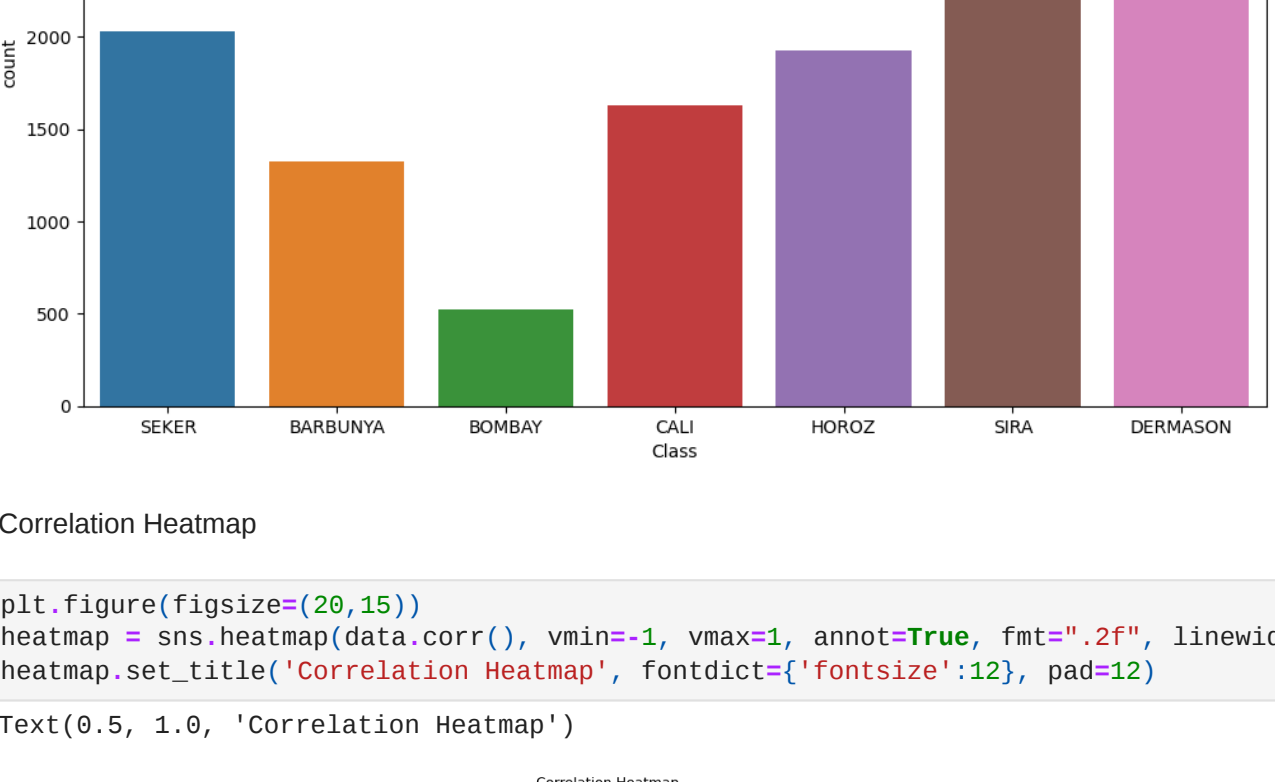 2000
count
1500
1000
500
0
SEKER BARBUNYA BOMBAY CALI HOROZ SIRA DERMASON
Class
Correlation Heatmap
plt.figure(figsize=(20,15))
heatmap = sns.heatmap(data.corr(), vmin=-1, vmax=1, annot=True, fmt=".2f", linewid
heatmap.set_title('Correlation Heatmap', fontdict={'fontsize':12}, pad=12)
Text(0.5, 1.0, 'Correlation Heatmap')
Correlation Heatmap